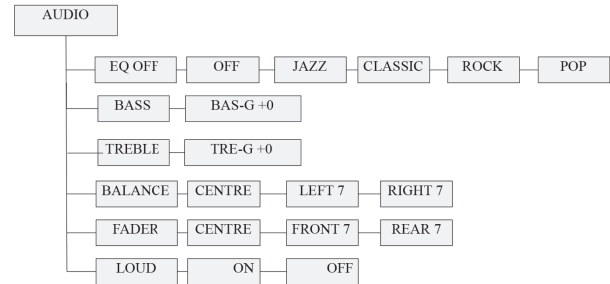 AUDIO
EQ OFF OFF JAZZ CLASSIC ROCK POP
BASS BAS-G +0
TREBLE TRE-G +0
BALANCE CENTRE LEFT 7 RIGHT 7
FADER CENTRE FRONT 7 REAR 7
LOUD ON OFF